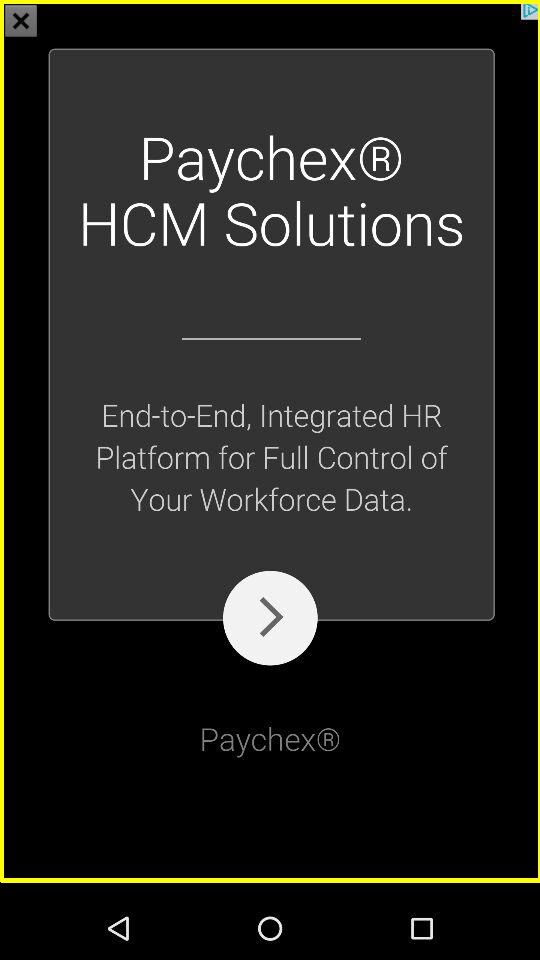 Paychex®
HCM Solutions
End-to-End, Integrated HR
Platform for Full Control of
Your Workforce Data.
Paychex®